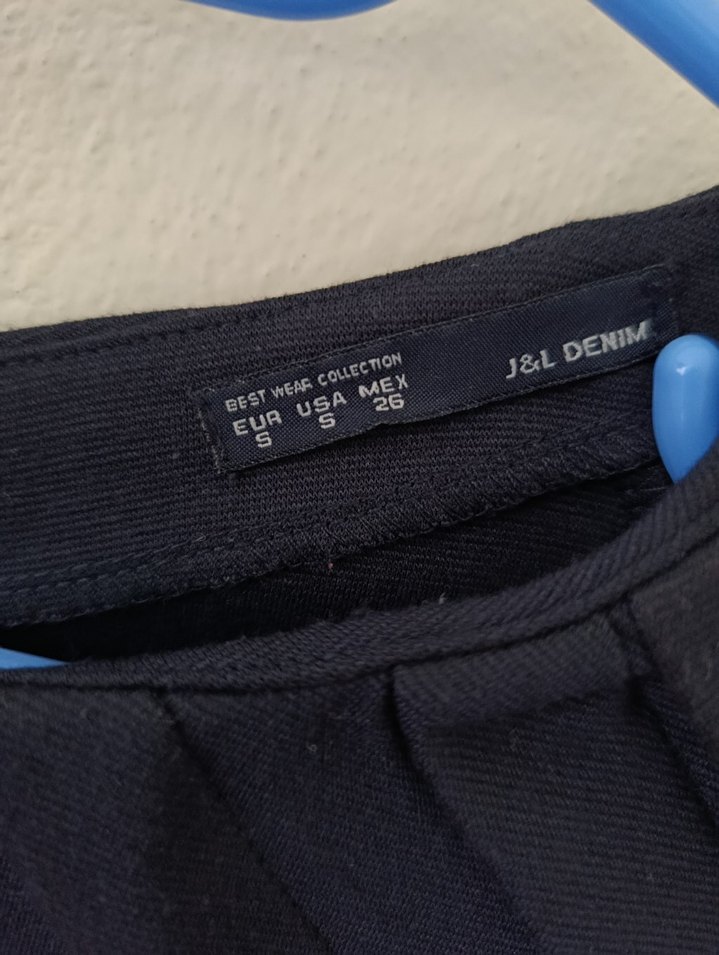 BEST WEAR COLLECTION
EUR USA MEX
S S 26
J&L DENIM